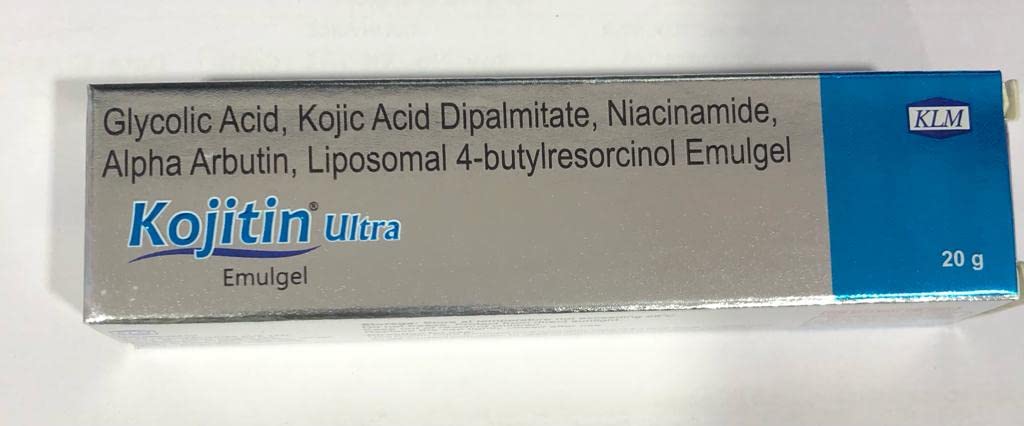 Glycolic Acid, Kojic Acid Dipalmitate, Niacinamide,
Alpha Arbutin, Liposomal 4-butylresorcinol Emulgel
KLM
Kojitin® Ultra
Emulgel
20 g